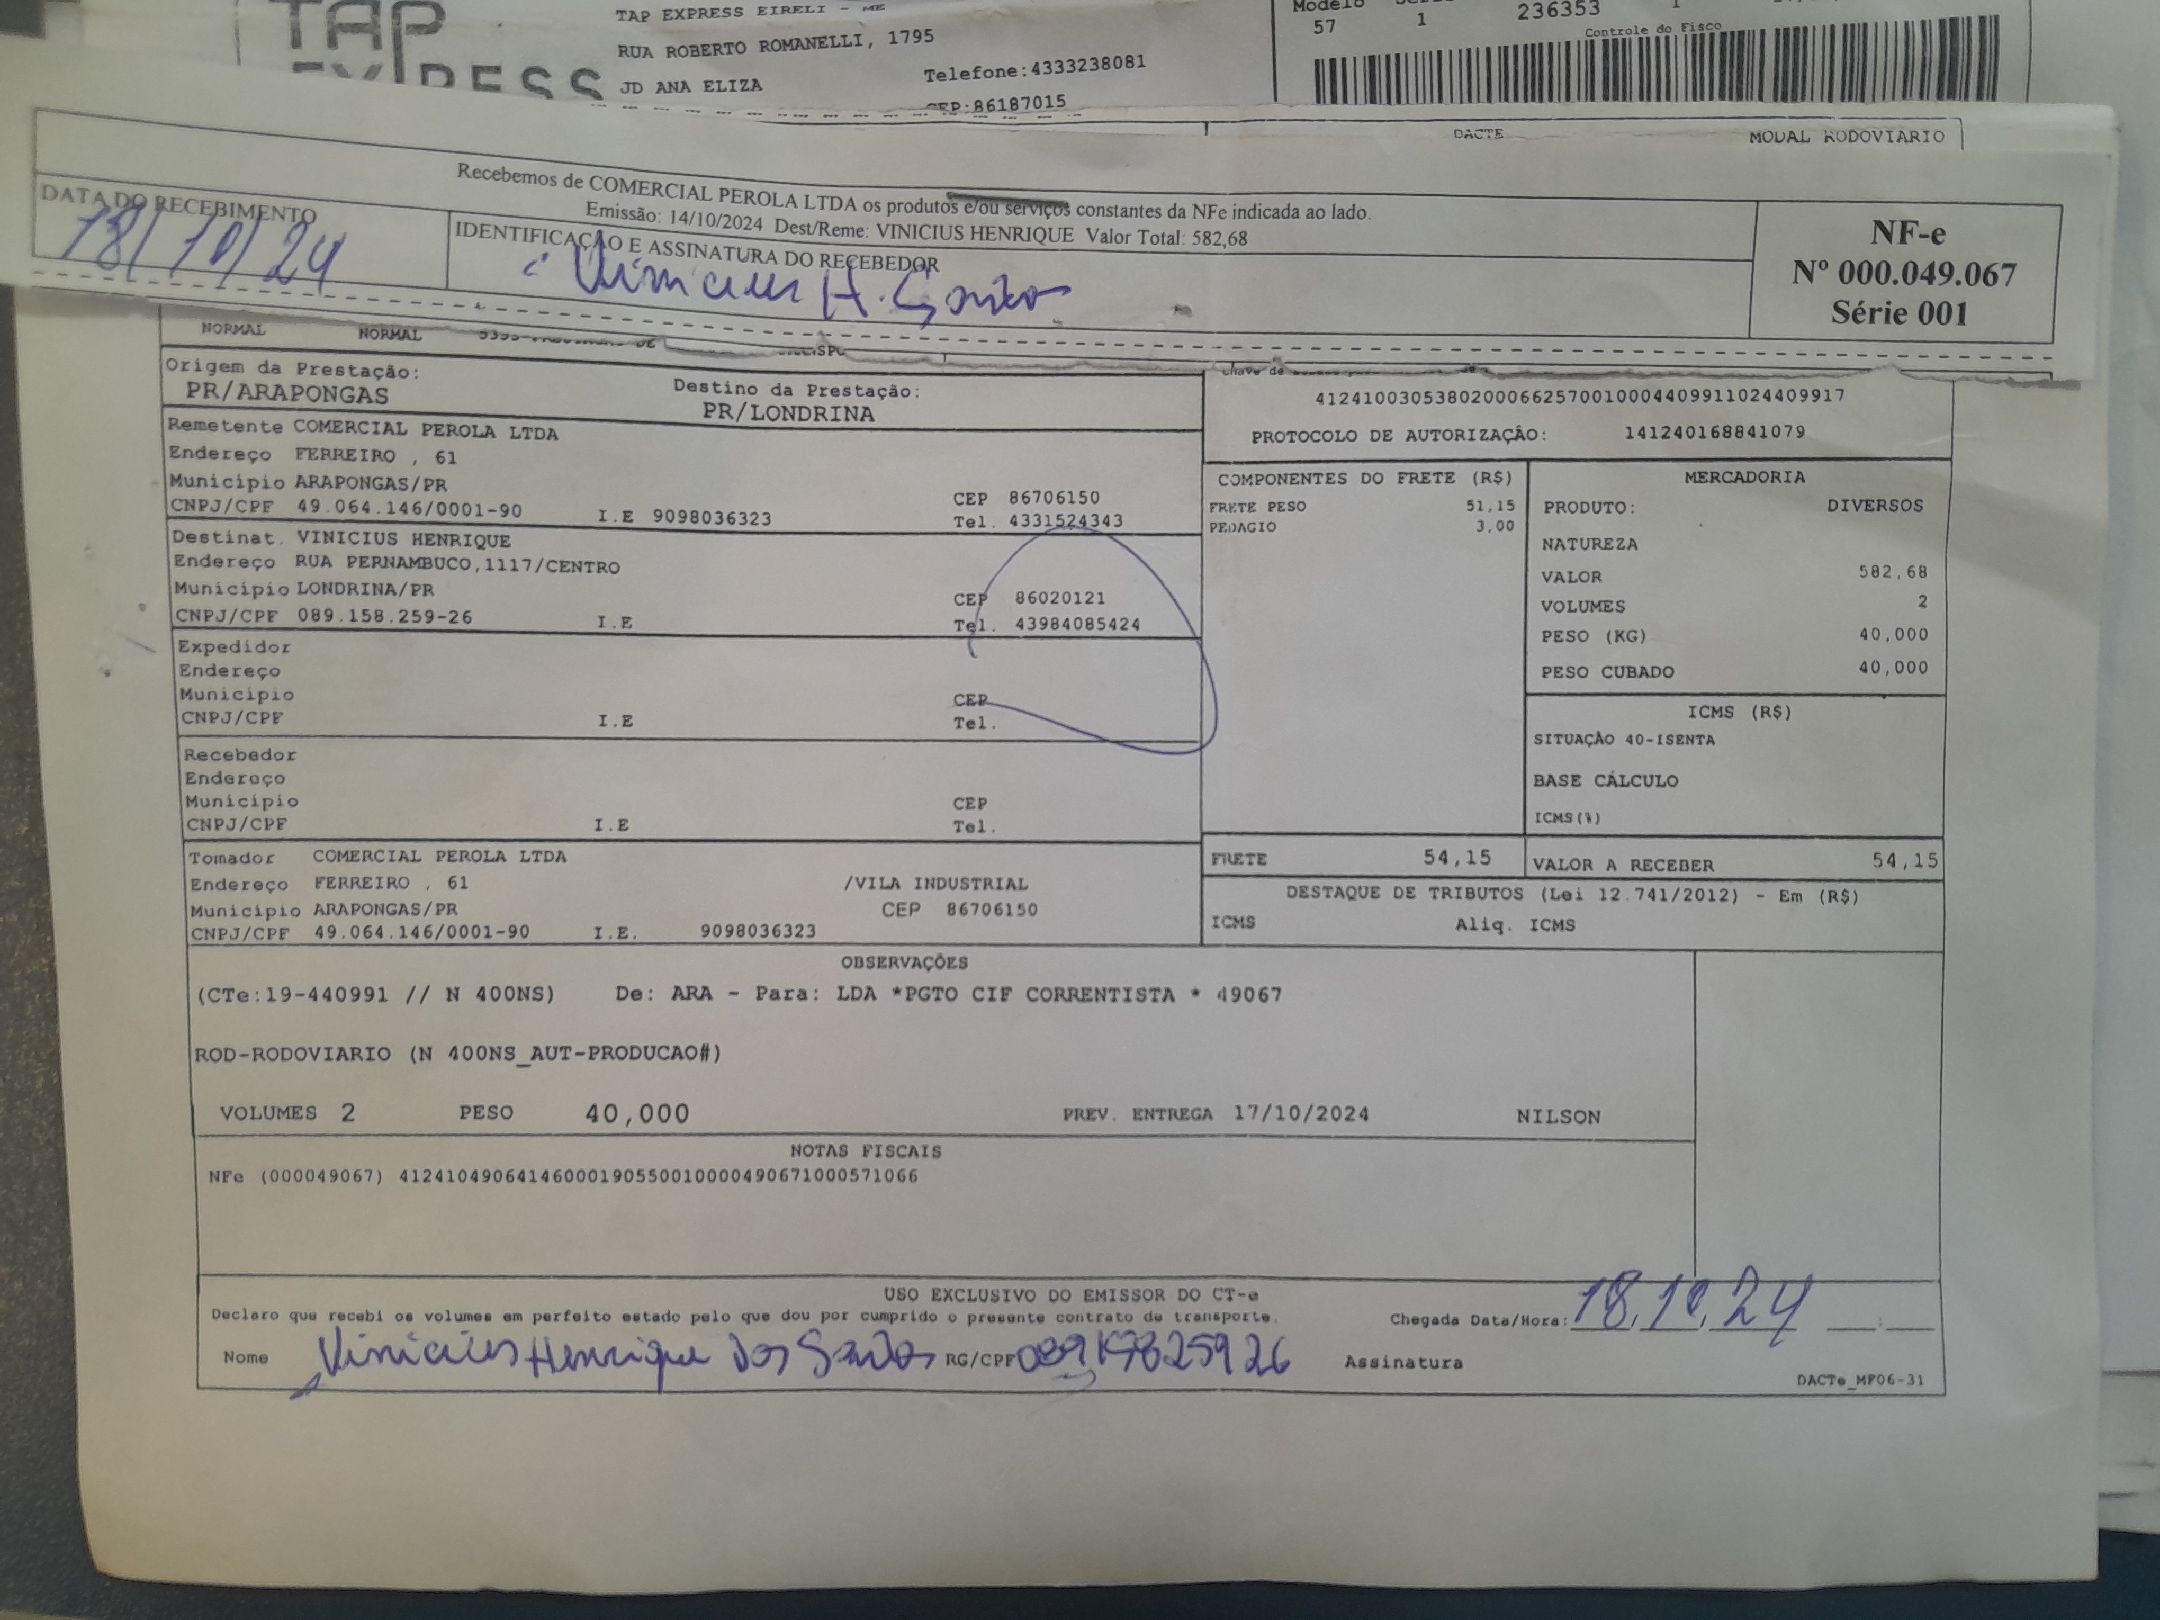 TAP EXPRESS
TAP EXPRESS EIRELI - ME
RUA ROBERTO ROMANELLI, 1795
JD ANA ELIZA
Telefone:4333238081
CEP:86187015
Modelo
57 1 236353
Controle do Fisco
DACTE
MODAL RODOVIARIO
Recebemos de COMERCIAL PEROLA LTDA os produtos e/ou serviços constantes da NFe indicada ao lado.
Emissão: 14/10/2024 Dest/Reme: VINICIUS HENRIQUE Valor Total: 582,68
DATA DO RECEBIMENTO
18/10/24
IDENTIFICAÇÃO E ASSINATURA DO RECEBEDOR
Vinicius H. Santos
NF-e
Nº 000.049.067
Série 001
NORMAL NORMAL
Origem da Prestação:
PR/ARAPONGAS
Destino da Prestação:
PR/LONDRINA
41241003053802000662570010004409911024409917
PROTOCOLO DE AUTORIZAÇÃO: 141240168841079
Remetente COMERCIAL PEROLA LTDA
Endereço FERREIRO , 61
Município ARAPONGAS/PR
CEP 86706150
CNPJ/CPF 49.064.146/0001-90 I.E 9098036323 Tel. 4331524343
Destinat. VINICIUS HENRIQUE
Endereço RUA PERNAMBUCO,1117/CENTRO
Município LONDRINA/PR
CEP 86020121
CNPJ/CPF 089.158.259-26 I.E Tel. 43984085424
Expedidor
Endereço
Município CEP
CNPJ/CPF I.E Tel.
Recebedor
Endereço
Município CEP
CNPJ/CPF I.E Tel.
Tomador COMERCIAL PEROLA LTDA
Endereço FERREIRO , 61 /VILA INDUSTRIAL
Município ARAPONGAS/PR CEP 86706150
CNPJ/CPF 49.064.146/0001-90 I.E. 9098036323
COMPONENTES DO FRETE (R$)
FRETE PESO 51,15
PEDAGIO 3,00
MERCADORIA
PRODUTO: DIVERSOS
NATUREZA
VALOR 582,68
VOLUMES 2
PESO (KG) 40,000
PESO CUBADO 40,000
ICMS (R$)
SITUAÇÃO 40-ISENTA
BASE CÁLCULO
ICMS(%)
FRETE 54,15
VALOR A RECEBER 54,15
DESTAQUE DE TRIBUTOS (Lei 12.741/2012) - Em (R$)
ICMS Aliq. ICMS
OBSERVAÇÕES
(CTe:19-440991 // N 400NS) De: ARA - Para: LDA *PGTO CIF CORRENTISTA * 49067
ROD-RODOVIARIO (N 400NS_AUT-PRODUCAO#)
VOLUMES 2 PESO 40,000 PREV. ENTREGA 17/10/2024 NILSON
NOTAS FISCAIS
NFe (000049067) 41241049064146000190550010000490671000571066
USO EXCLUSIVO DO EMISSOR DO CT-e
Declaro que recebi os volumes em perfeito estado pelo que dou por cumprido o presente contrato de transporte.
Chegada Data/Hora: 18.10.24 :
Nome Vinicius Henrique dos Santos RG/CPF 08915825926 Assinatura
DACTe_MF06-31